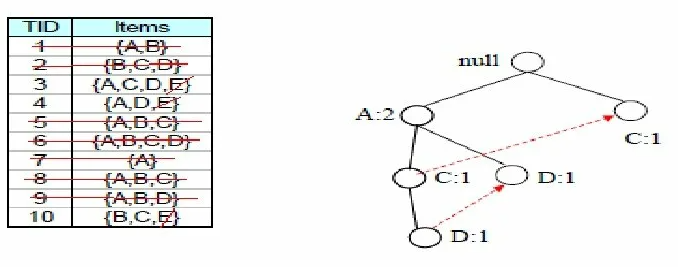 TID Items
1 {A,B}
2 {B,C,D}
3 {A,C,D,E}
4 {A,D,E}
5 {A,B,C}
6 {A,B,C,D}
7 {A}
8 {A,B,C}
9 {A,B,D}
10 {B,C,E}
null
A:2
C:1
C:1
D:1
D:1